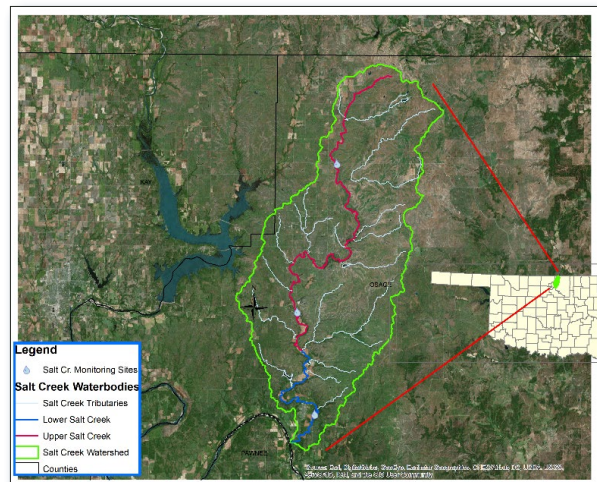 KAY
OSAGE
PAWNEE
Legend
Salt Cr. Monitoring Sites
Salt Creek Waterbodies
Salt Creek Tributaries
Lower Salt Creek
Upper Salt Creek
Salt Creek Watershed
Counties